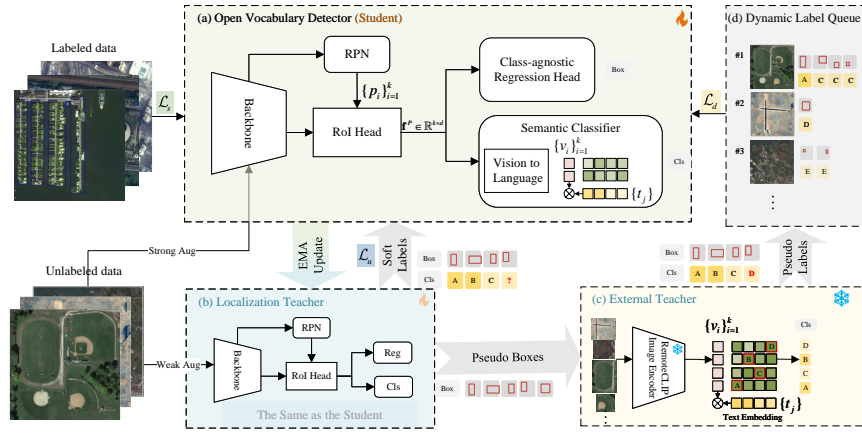 (a) Open Vocabulary Detector (Student)
(d) Dynamic Label Queue
Labeled data
RPN
Class-agnostic
Regression Head
Box
#1
A C C C
{p_i}_{i=1}^k
Backbone
ℒ_s
RoI Head
f^P ∈ ℝ^{k×d}
ℒ_d
#2
D
Semantic Classifier
{v_i}_{i=1}^k
Vision to
Language
{t_j}
Cls
#3
E E
⋮
Strong Aug
EMA
Update
ℒ_u
Soft
Labels
Box
Cls A B C ?
Box
Cls A B C D
Pseudo
Labels
Unlabeled data
(b) Localization Teacher
(c) External Teacher
RPN
Backbone
Weak Aug
RoI Head
Reg
Cls
The Same as the Student
Pseudo Boxes
Box
RemoteCLIP
Image Encoder
{v_i}_{i=1}^k
D
B
C
A
Cls
D
B
C
A
{t_j}
Text Embedding
⋮